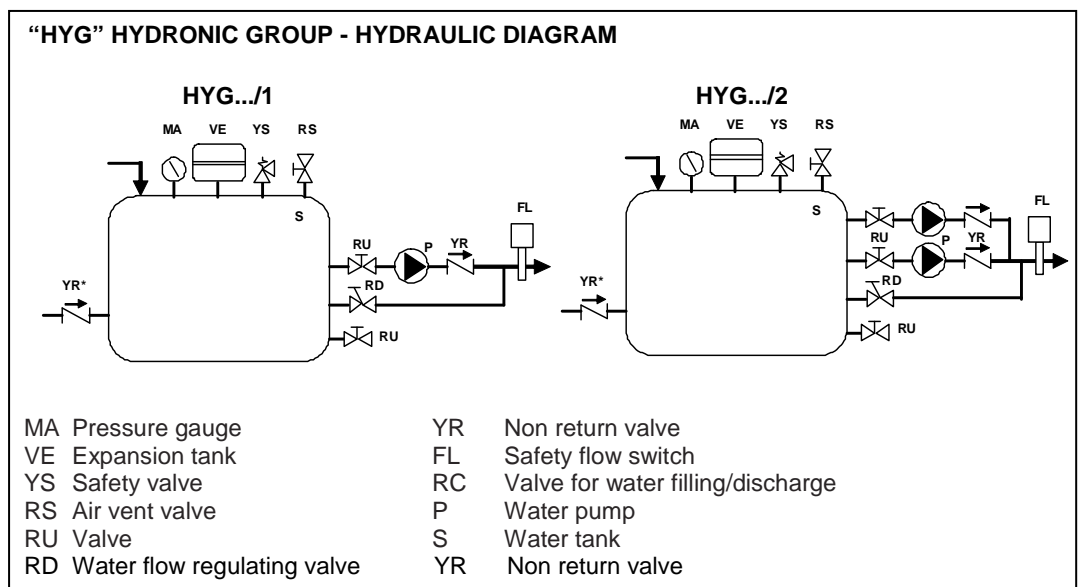 “HYG” HYDRONIC GROUP - HYDRAULIC DIAGRAM
HYG.../1
MA VE YS RS
S
FL
RU P YR
RD
YR*
RU
HYG.../2
MA VE YS RS
S
FL
RU P YR
RD
YR*
RU
MA Pressure gauge
VE Expansion tank
YS Safety valve
RS Air vent valve
RU Valve
RD Water flow regulating valve
YR Non return valve
FL Safety flow switch
RC Valve for water filling/discharge
P Water pump
S Water tank
YR Non return valve